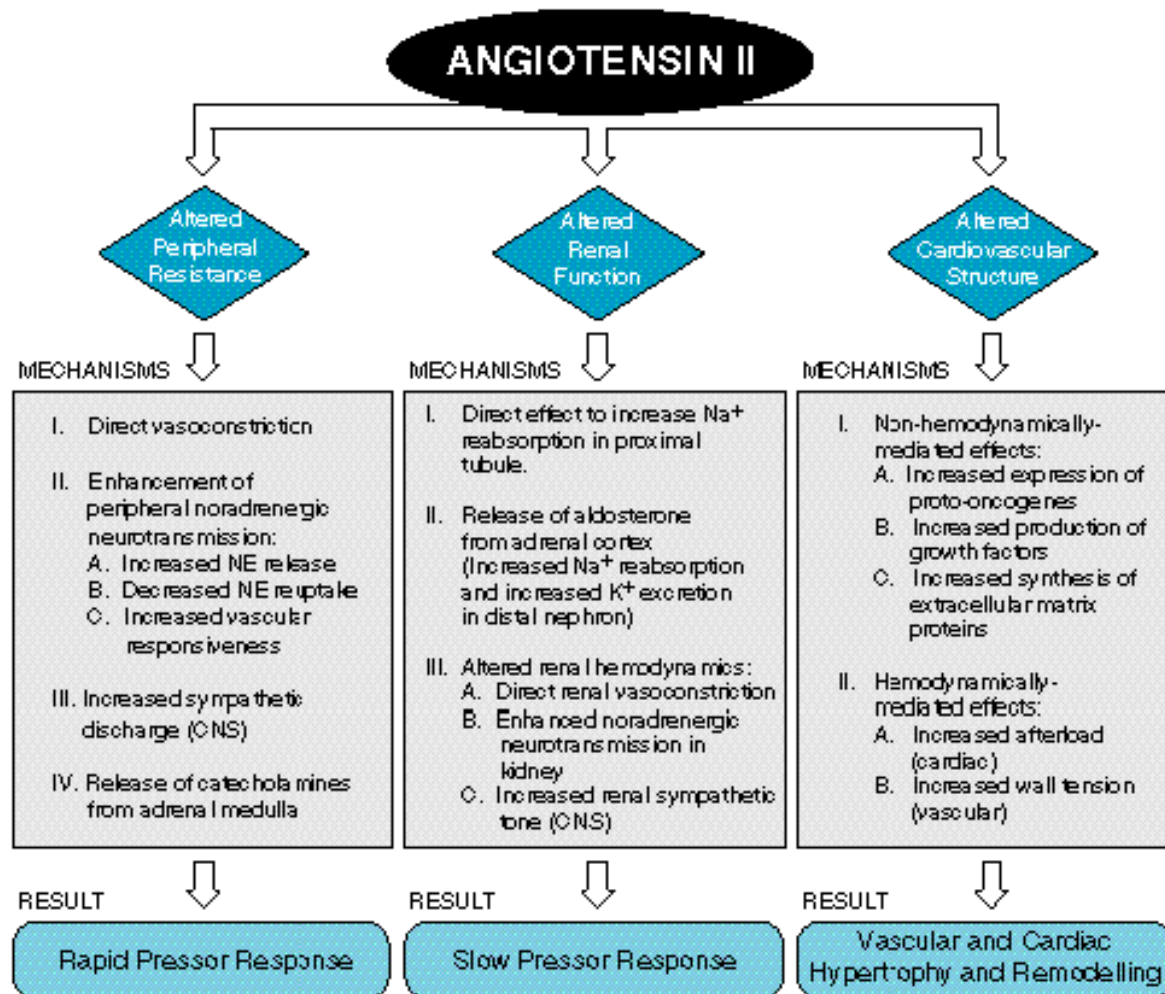 ANGIOTENSIN II
Altered
Peripheral
Resistance
Altered
Renal
Function
Altered
Cardiovascular
Structure
MECHANISMS
I. Direct vasoconstriction
II. Enhancement of
peripheral noradrenergic
neurotransmission:
A. Increased NE release
B. Decreased NE reuptake
C. Increased vascular
responsiveness
III. Increased sympathetic
discharge (CNS)
IV. Release of catecholamines
from adrenal medulla
RESULT
Rapid Pressor Response
MECHANISMS
I. Direct effect to increase Na⁺
reabsorption in proximal
tubule.
II. Release of aldosterone
from adrenal cortex
(Increased Na⁺ reabsorption
and increased K⁺ excretion
in distal nephron)
III. Altered renal hemodynamics:
A. Direct renal vasoconstriction
B. Enhanced noradrenergic
neurotransmission in
kidney
C. Increased renal sympathetic
tone (CNS)
RESULT
Slow Pressor Response
MECHANISMS
I. Non-hemodynamically-
mediated effects:
A. Increased expression of
proto-oncogenes
B. Increased production of
growth factors
C. Increased synthesis of
extracellular matrix
proteins
II. Hemodynamically-
mediated effects:
A. Increased afterload
(cardiac)
B. Increased wall tension
(vascular)
RESULT
Vascular and Cardiac
Hypertrophy and Remodelling